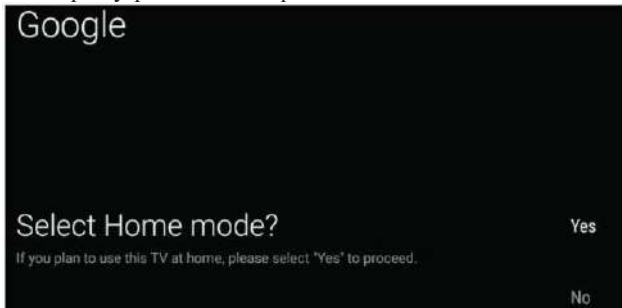 Google
Select Home mode?
Yes
If you plan to use this TV at home, please select "Yes" to proceed.
No